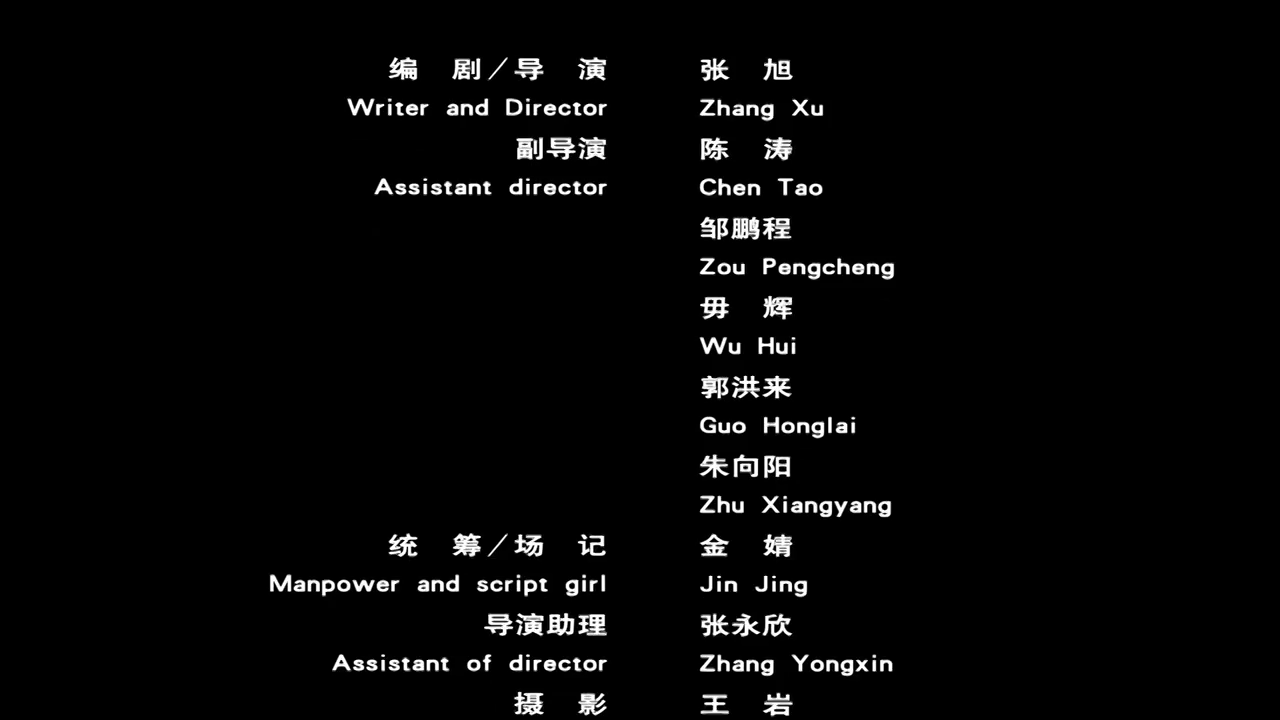 编 剧/导 演 张 旭
Writer and Director Zhang Xu
副导演 陈 涛
Assistant director Chen Tao
邹鹏程
Zou Pengcheng
毋 辉
Wu Hui
郭洪来
Guo Honglai
朱向阳
Zhu Xiangyang
统 筹/场 记 金 婧
Manpower and script girl Jin Jing
导演助理 张永欣
Assistant of director Zhang Yongxin
摄 影 王 岩